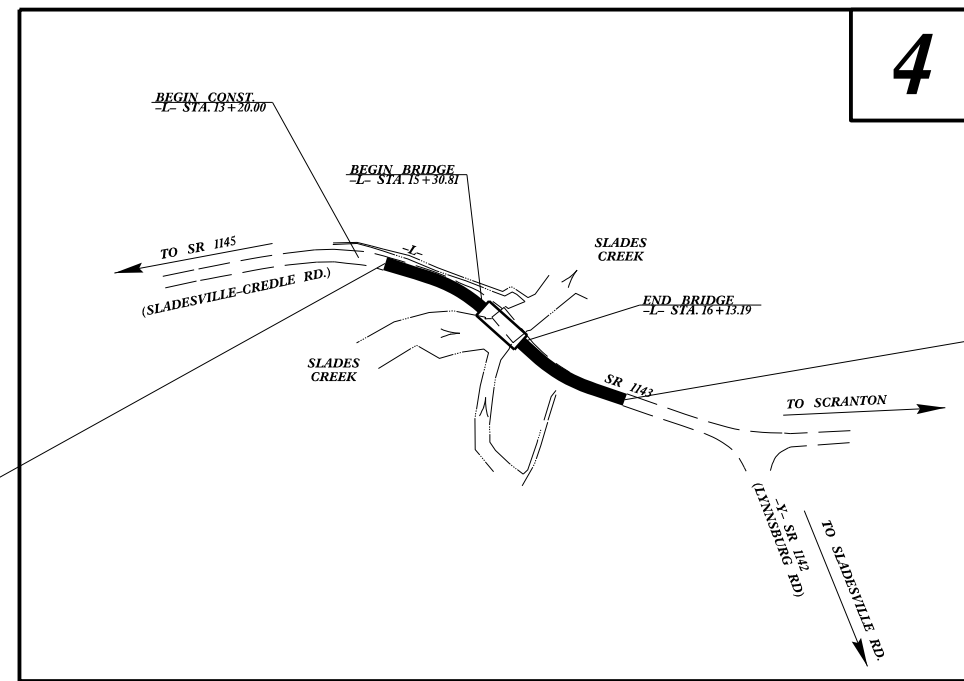 4
BEGIN CONST.
-L- STA. 13+20.00
BEGIN BRIDGE
-L- STA. 15+30.81
TO SR 1145
(SLADESVILLE-CREDLE RD.)
-L-
SLADES
CREEK
END BRIDGE
-L- STA. 16+13.19
SLADES
CREEK
SR 1143
TO SCRANTON
-Y- SR 1142
(LYNNSBURG RD)
TO SLADESVILLE RD.